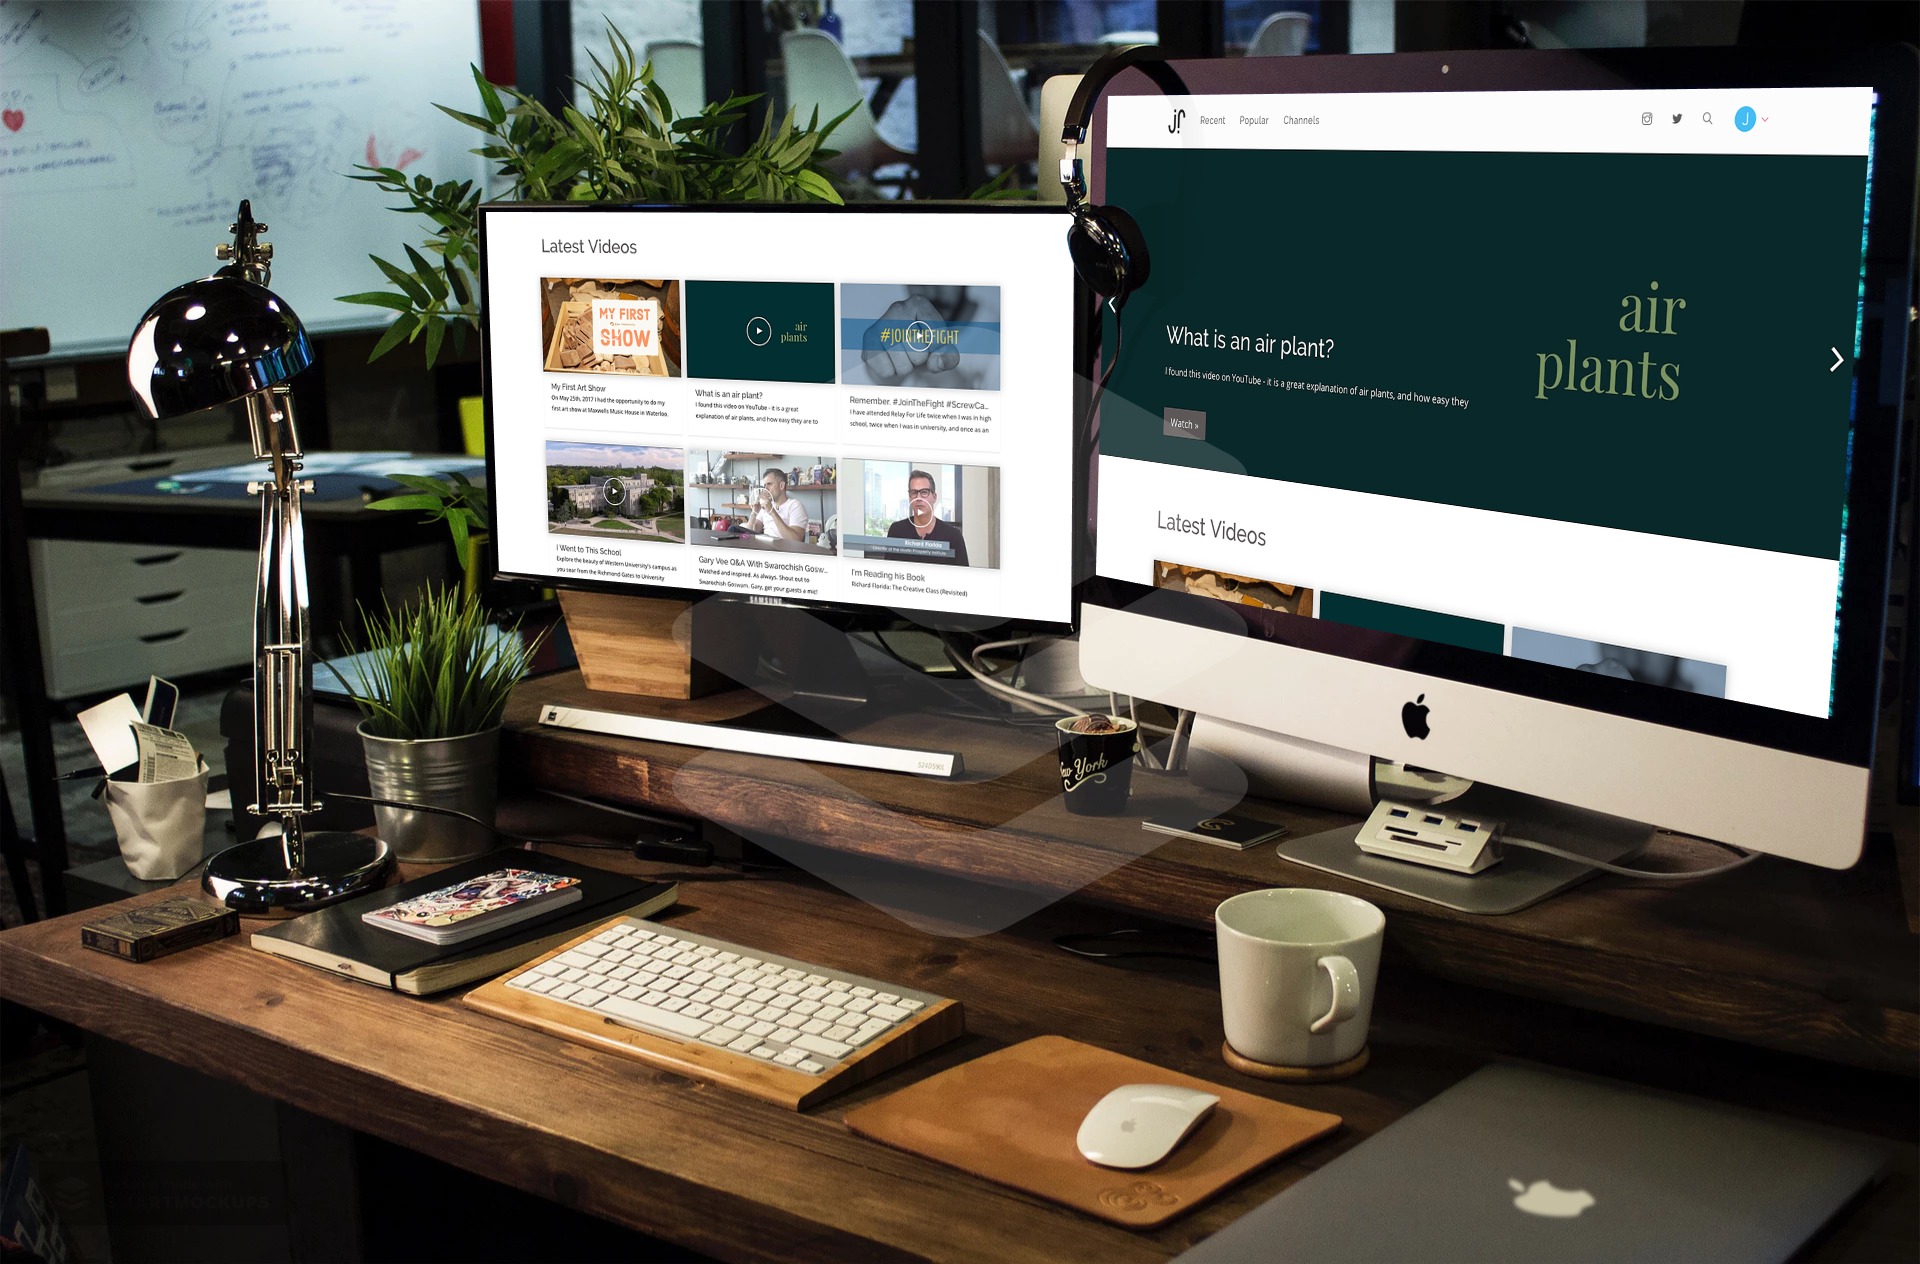 Latest Videos
MY FIRST
SHOW
air
plants
#JOINTHEFIGHT
My First Art Show
On May 25th, 2017 I had the opportunity to do my
first art show at Maxwells Music House in Waterloo.
What is an air plant?
I found this video on YouTube - it is a great
explanation of air plants, and how easy they are to
Remember. #JoinTheFight #ScrewCa...
I have attended Relay For Life twice when I was in high
school, twice when I was in university, and once as an
I Went to This School
Explore the beauty of Western University's campus as
you soar from the Richmond Gates to University
Gary Vee Q&A With Swarochish Gosw...
Watched and inspired. As always. Shout out to
Swarochish Goswami. Gary, get your guests a mic!
Richard Florida
I'm Reading his Book
Richard Florida: The Creative Class (Revisited)
SAMSUNG
S24D590L
Recent
Popular
Channels
J
What is an air plant?
I found this video on YouTube - it is a great explanation of air plants, and how easy they
Watch »
air
plants
Latest Videos
New York
SMARTMOCKUPS